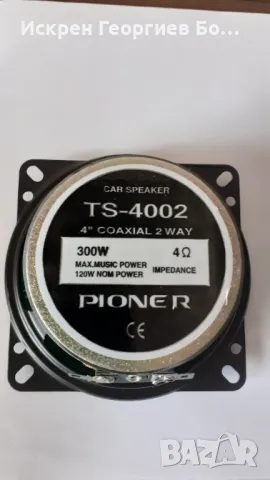 Искрен Георгиев Бо...
CAR SPEAKER
TS-4002
4" COAXIAL 2 WAY
300W 4Ω
MAX.MUSIC POWER IMPEDANCE
120W NOM POWER
PIONER
CE
BAZAR